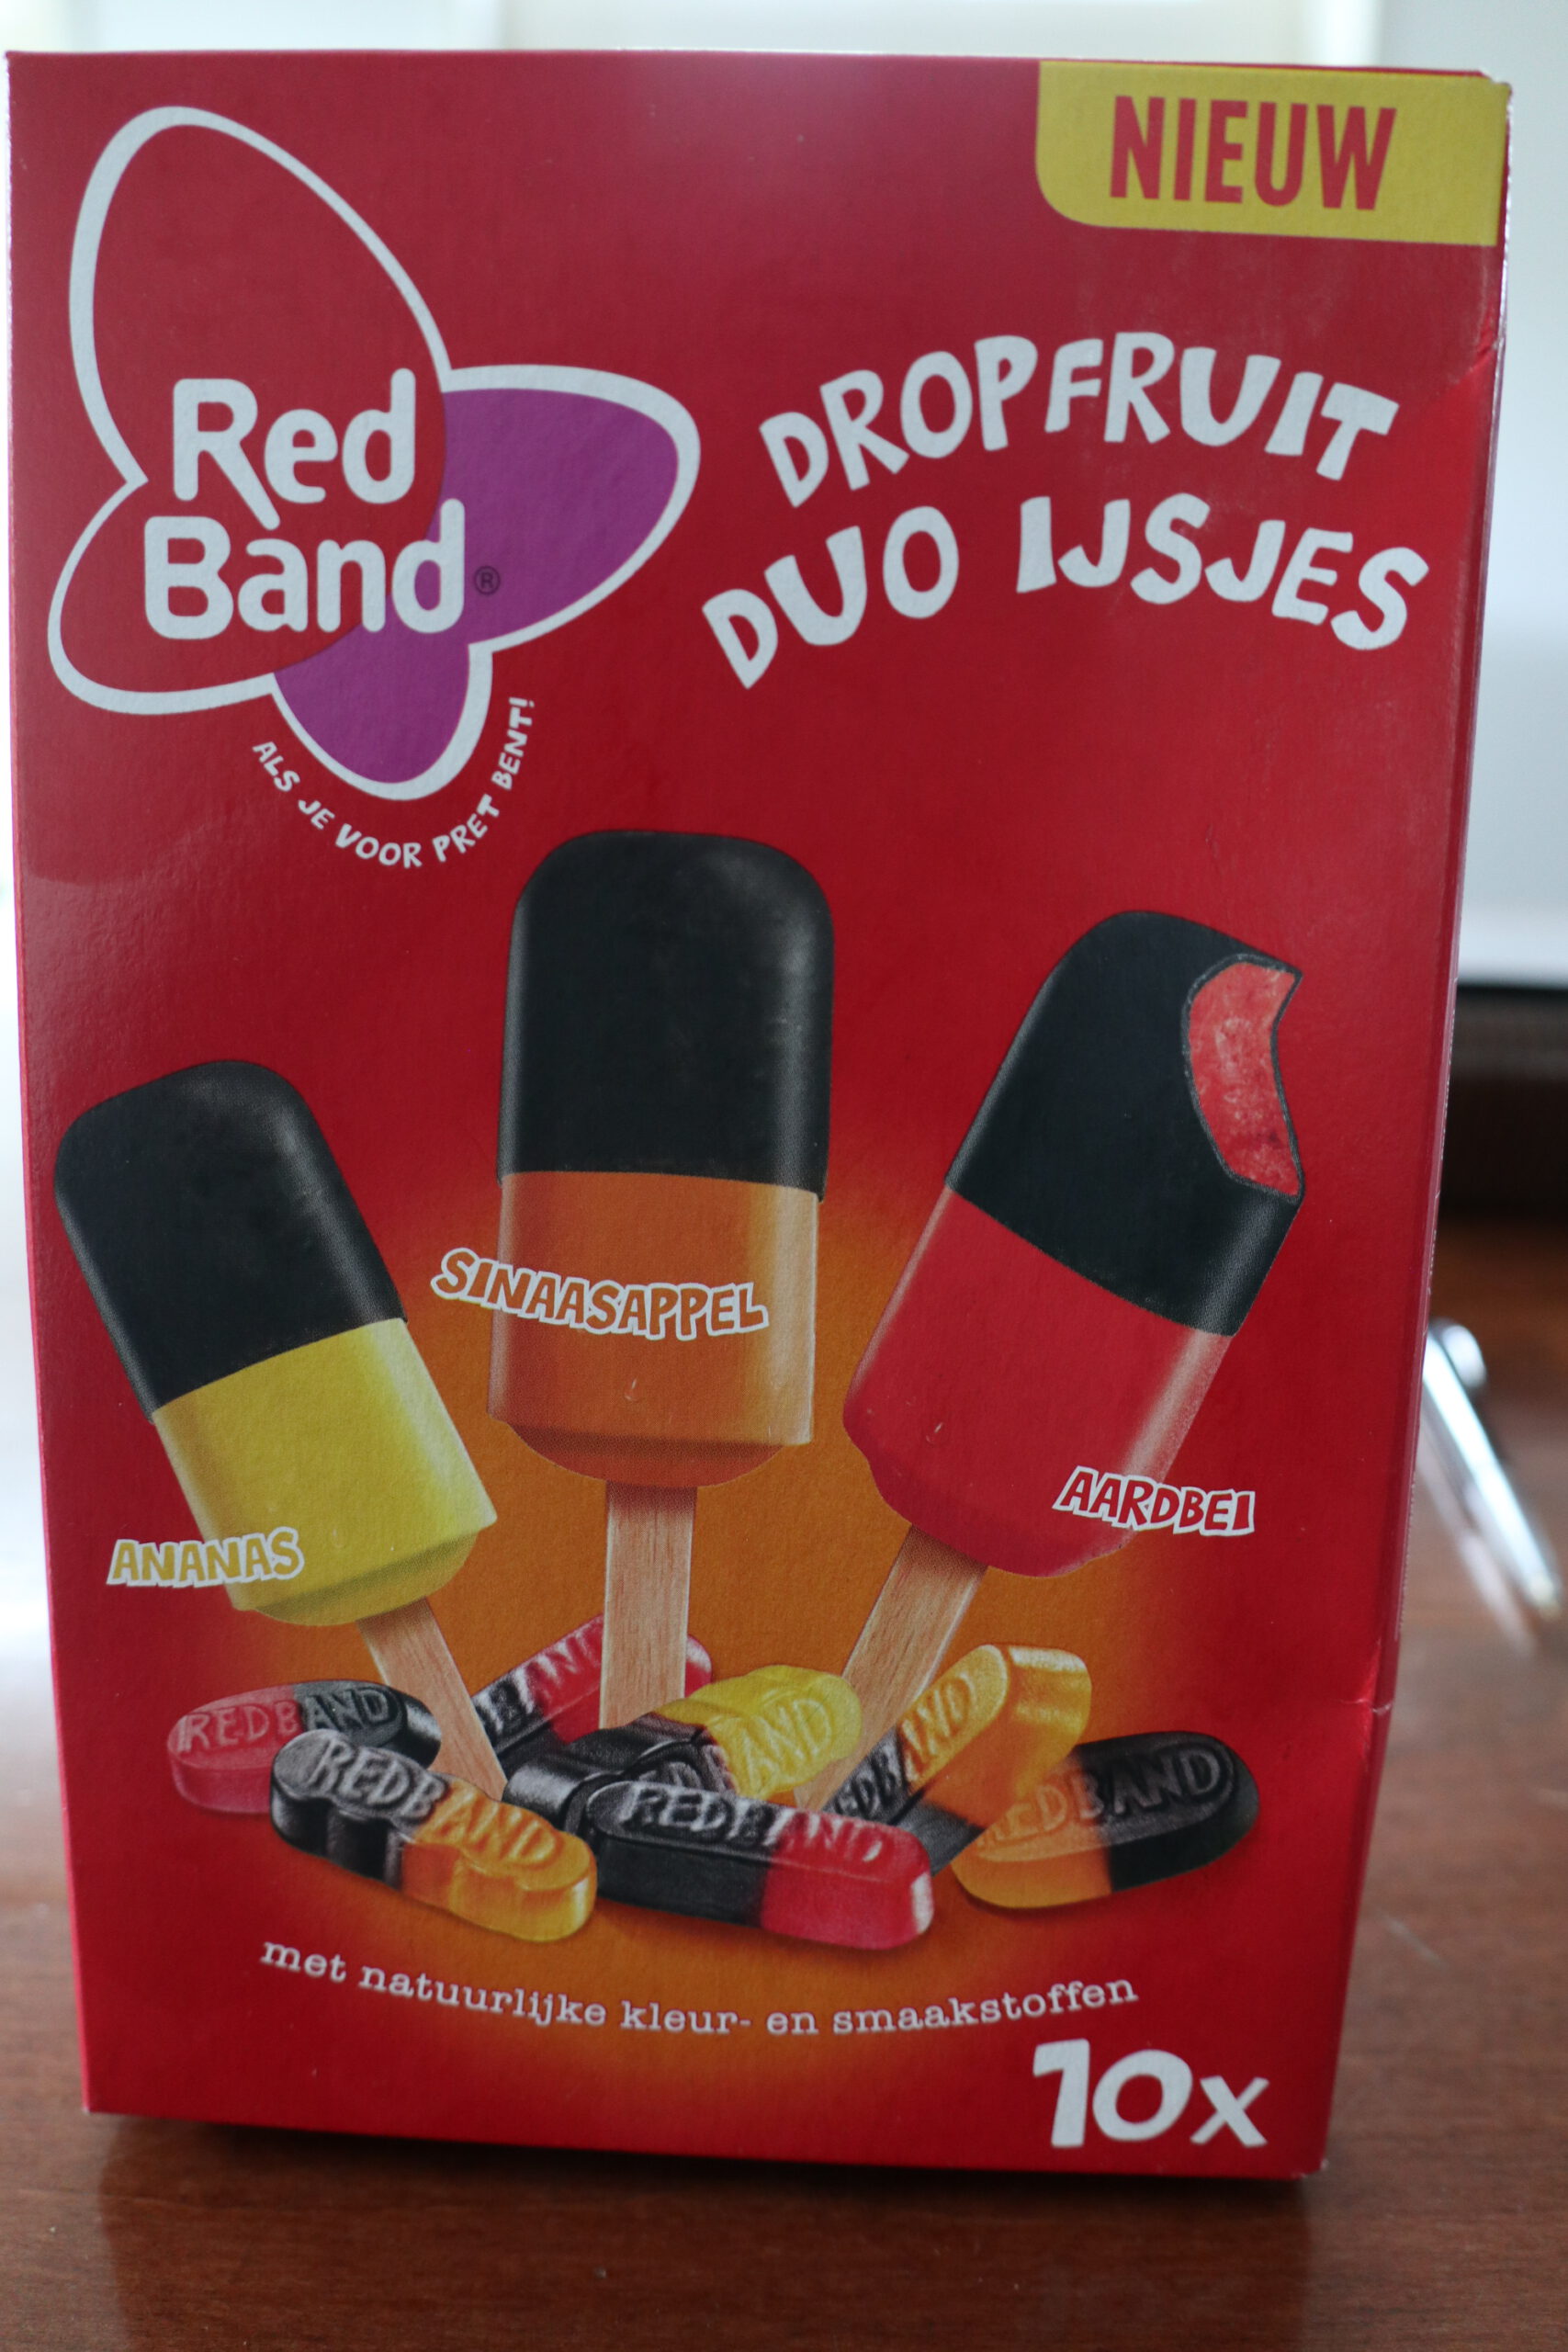 NIEUW
Red
Band®
DROPFRUIT
DUO IJSJES
ALS JE VOOR PRET BENT!
SINAASAPPEL
AARDBEI
ANANAS
REDBAND
REDBAND
REDBAND
REDBAND
REDBAND
met natuurlijke kleur- en smaakstoffen
10x